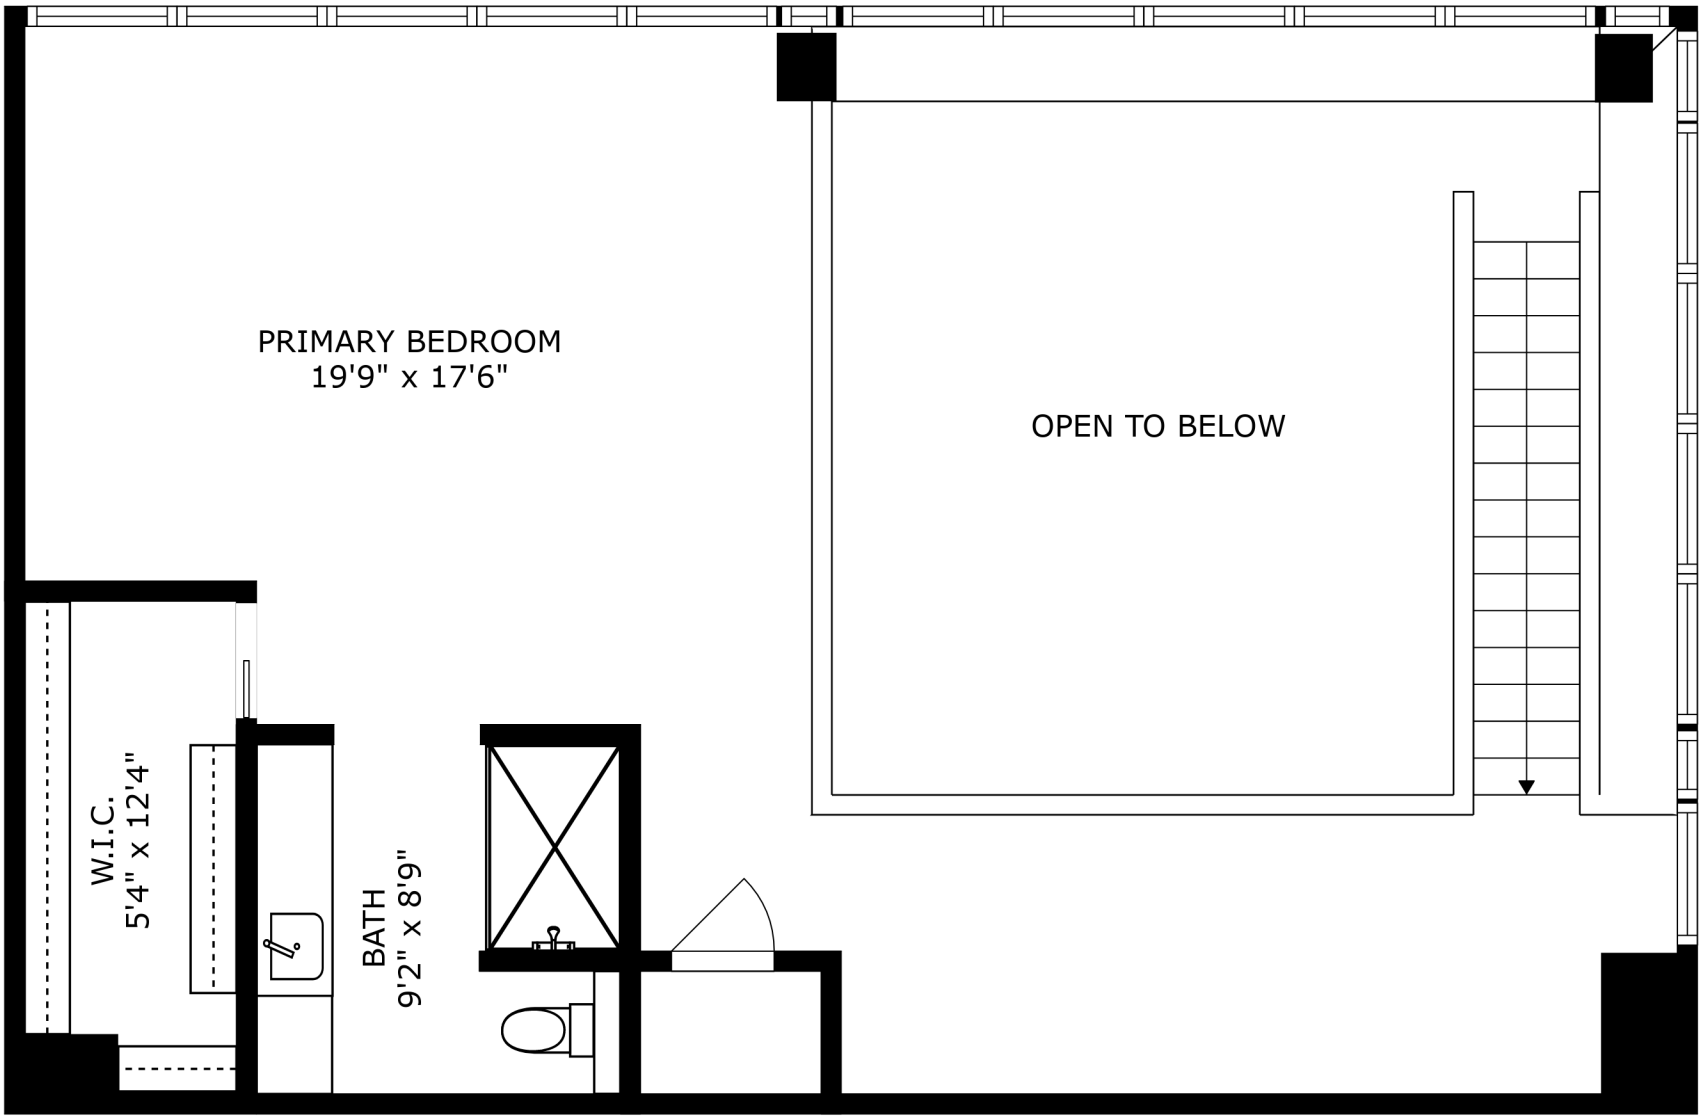 PRIMARY BEDROOM
19'9" x 17'6"
OPEN TO BELOW
W.I.C.
5'4" x 12'4"
BATH
9'2" x 8'9"